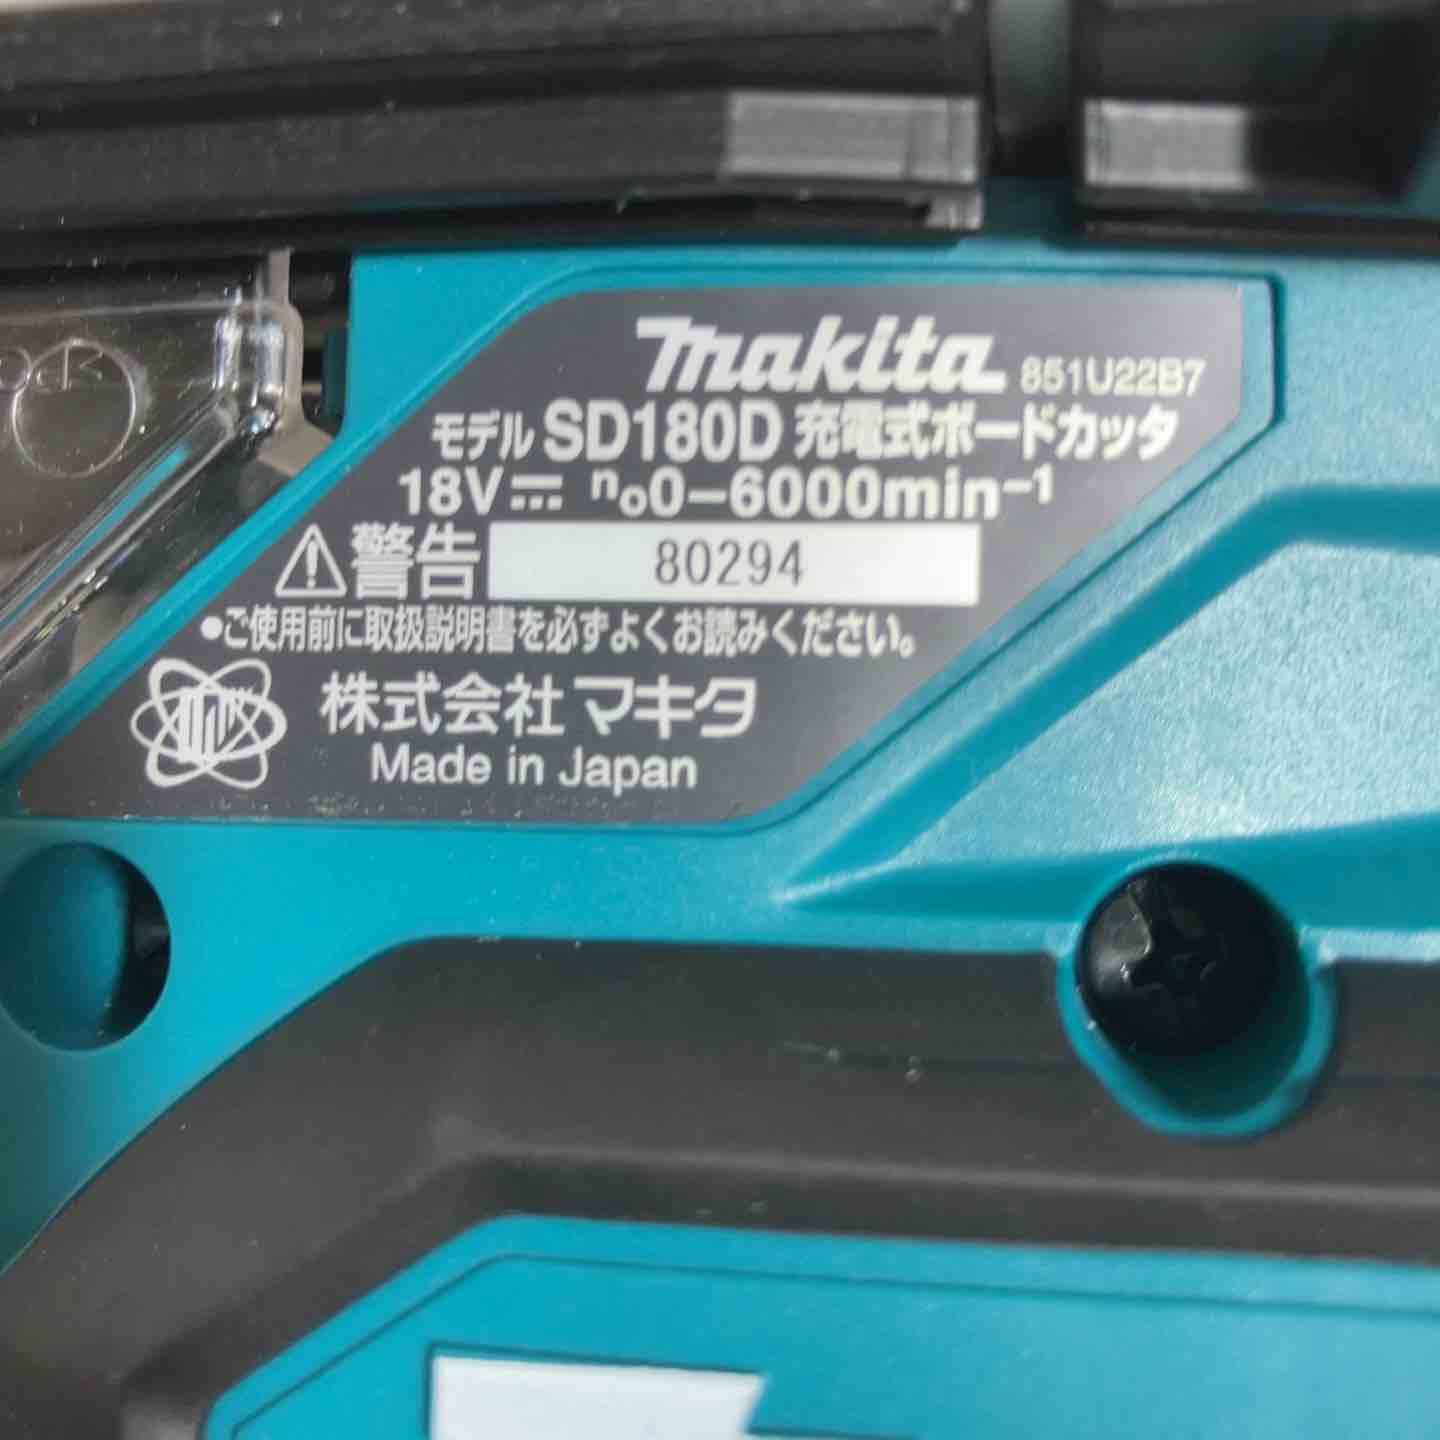 makita 851U22B7
モデル SD180D 充電式ボードカッタ
18V⎓ no0–6000min-1
⚠警告 80294
●ご使用前に取扱説明書を必ずよくお読みください。
株式会社マキタ
Made in Japan